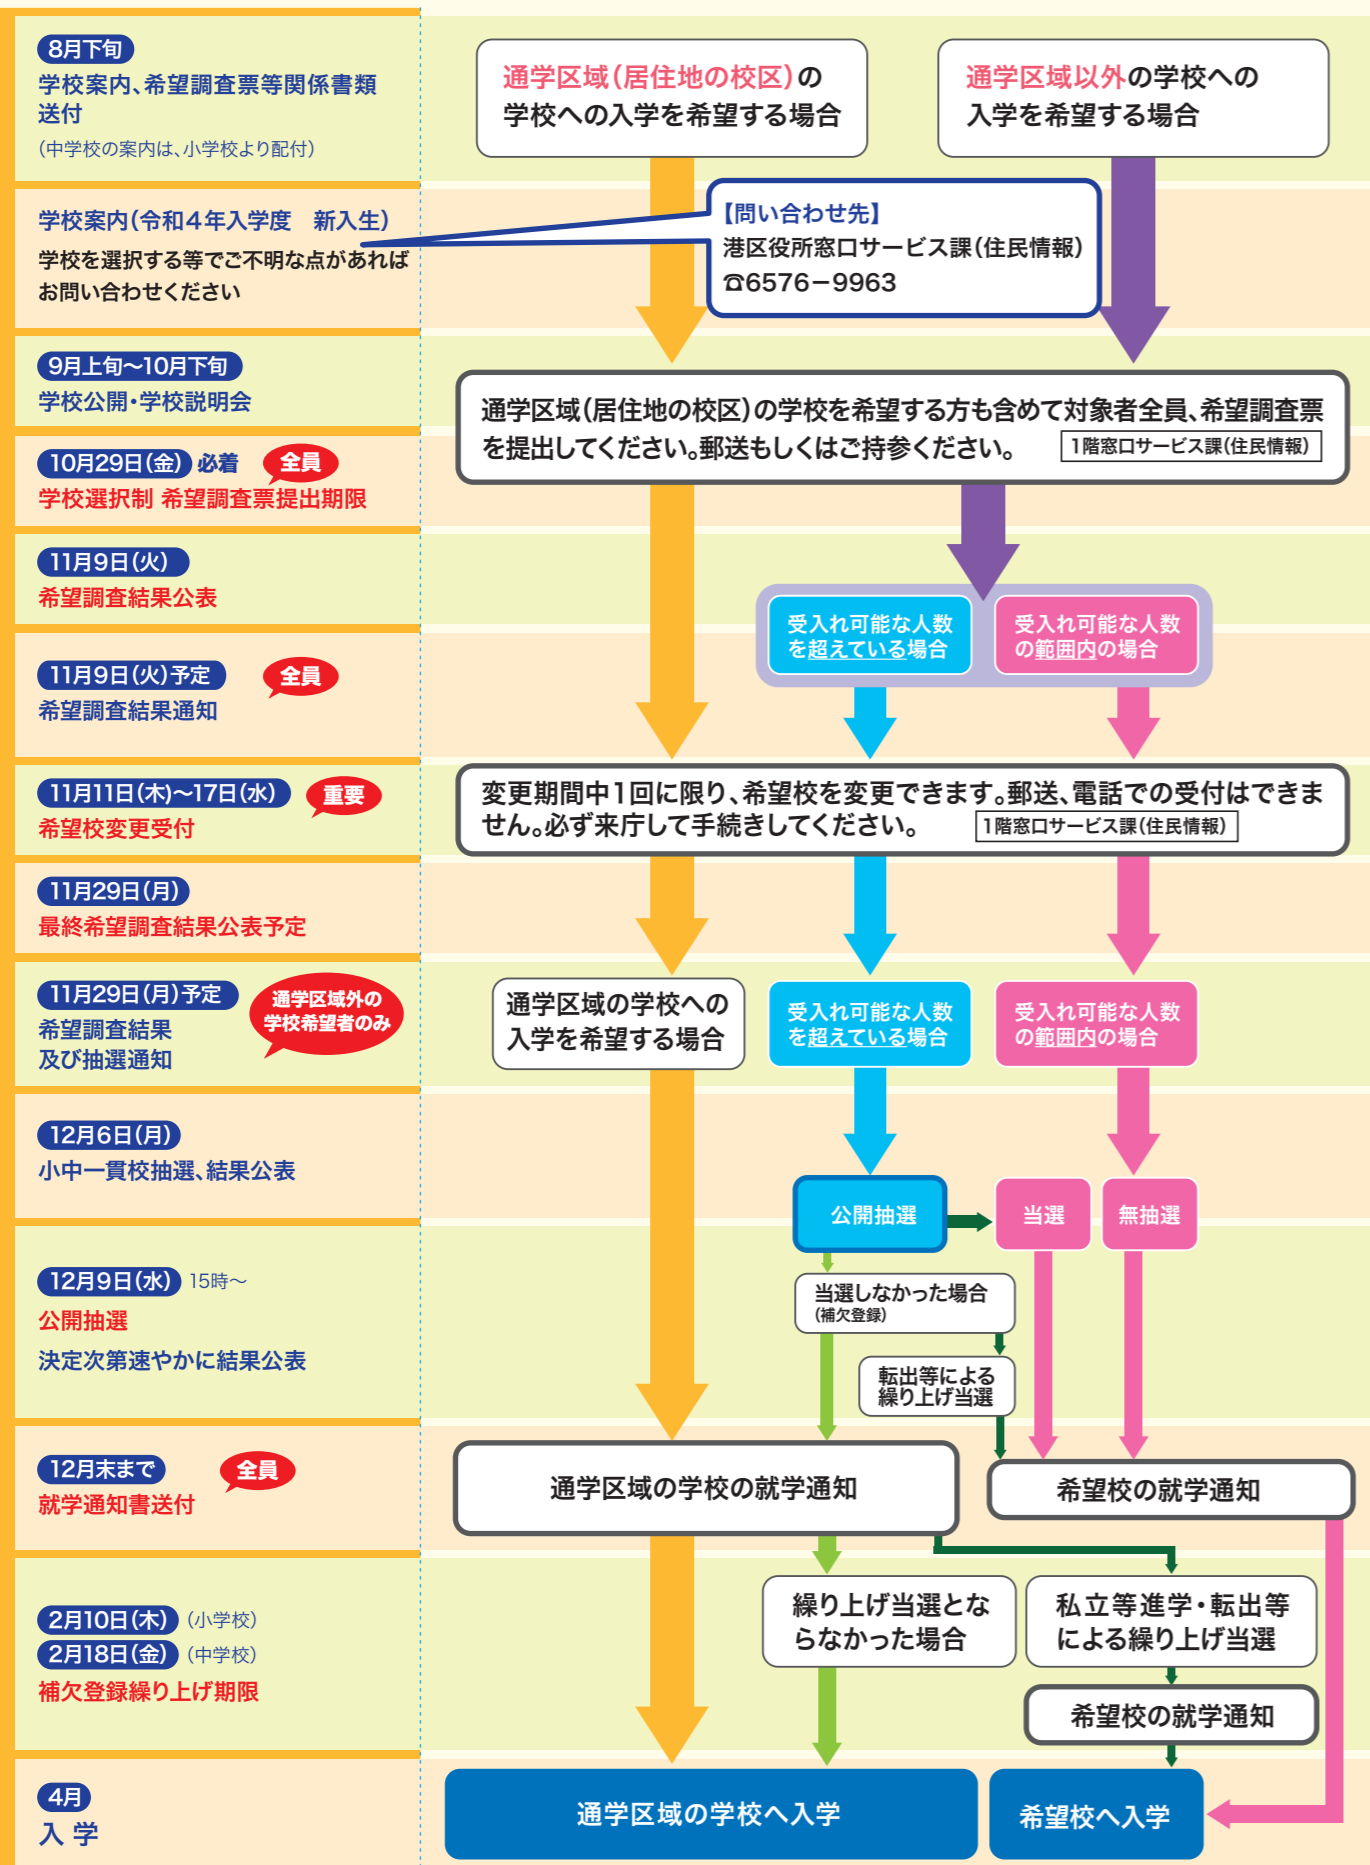 8月下旬
学校案内、希望調査票等関係書類
送付
(中学校の案内は、小学校より配付)
通学区域(居住地の校区)の
学校への入学を希望する場合
通学区域以外の学校への
入学を希望する場合
学校案内(令和4年入学度 新入生)
学校を選択する等でご不明な点があれば
お問い合わせください
【問い合わせ先】
港区役所窓口サービス課(住民情報)
☎6576-9963
9月上旬〜10月下旬
学校公開・学校説明会
通学区域(居住地の校区)の学校を希望する方も含めて対象者全員、希望調査票
を提出してください。郵送もしくはご持参ください。 1階窓口サービス課(住民情報)
10月29日(金) 必着 全員
学校選択制 希望調査票提出期限
11月9日(火)
希望調査結果公表
受入れ可能な人数
を超えている場合
受入れ可能な人数
の範囲内の場合
11月9日(火)予定 全員
希望調査結果通知
11月11日(木)〜17日(水) 重要
希望校変更受付
変更期間中1回に限り、希望校を変更できます。郵送、電話での受付はできま
せん。必ず来庁して手続きしてください。 1階窓口サービス課(住民情報)
11月29日(月)
最終希望調査結果公表予定
11月29日(月)予定
希望調査結果
及び抽選通知
通学区域外の
学校希望者のみ
通学区域の学校への
入学を希望する場合
受入れ可能な人数
を超えている場合
受入れ可能な人数
の範囲内の場合
12月6日(月)
小中一貫校抽選、結果公表
公開抽選
当選
無抽選
12月9日(水) 15時〜
公開抽選
決定次第速やかに結果公表
当選しなかった場合
(補欠登録)
転出等による
繰り上げ当選
12月末まで 全員
就学通知書送付
通学区域の学校の就学通知
希望校の就学通知
2月10日(木) (小学校)
2月18日(金) (中学校)
補欠登録繰り上げ期限
繰り上げ当選とな
らなかった場合
私立等進学・転出等
による繰り上げ当選
希望校の就学通知
4月
入 学
通学区域の学校へ入学
希望校へ入学